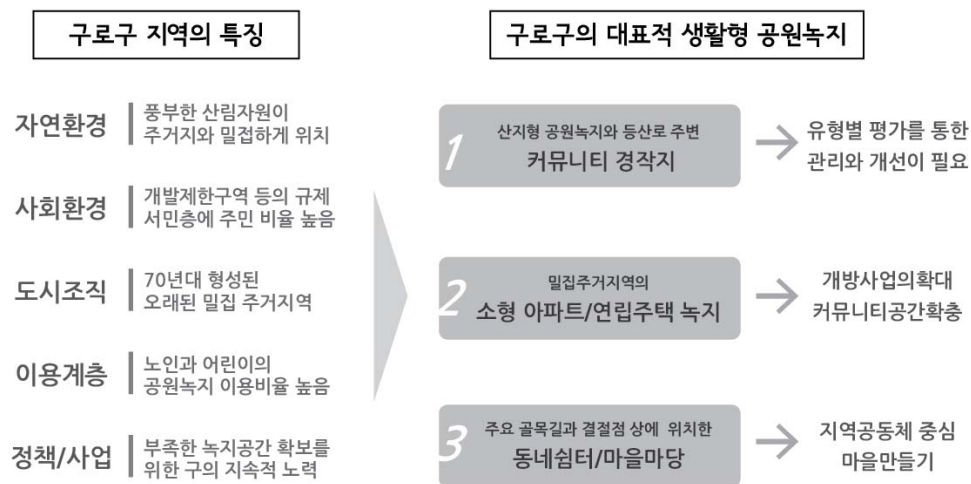 구로구 지역의 특징
자연환경
풍부한 산림자원이
주거지와 밀접하게 위치
사회환경
개발제한구역 등의 규제
서민층에 주민 비율 높음
도시조직
70년대 형성된
오래된 밀집 주거지역
이용계층
노인과 어린이의
공원녹지 이용비율 높음
정책/사업
부족한 녹지공간 확보를
위한 구의 지속적 노력
구로구의 대표적 생활형 공원녹지
1
산지형 공원녹지와 등산로 주변
커뮤니티 경작지
유형별 평가를 통한
관리와 개선이 필요
2
밀집주거지역의
소형 아파트/연립주택 녹지
개방사업의확대
커뮤니티공간확충
3
주요 골목길과 결절점 상에 위치한
동네쉼터/마을마당
지역공동체 중심
마을만들기